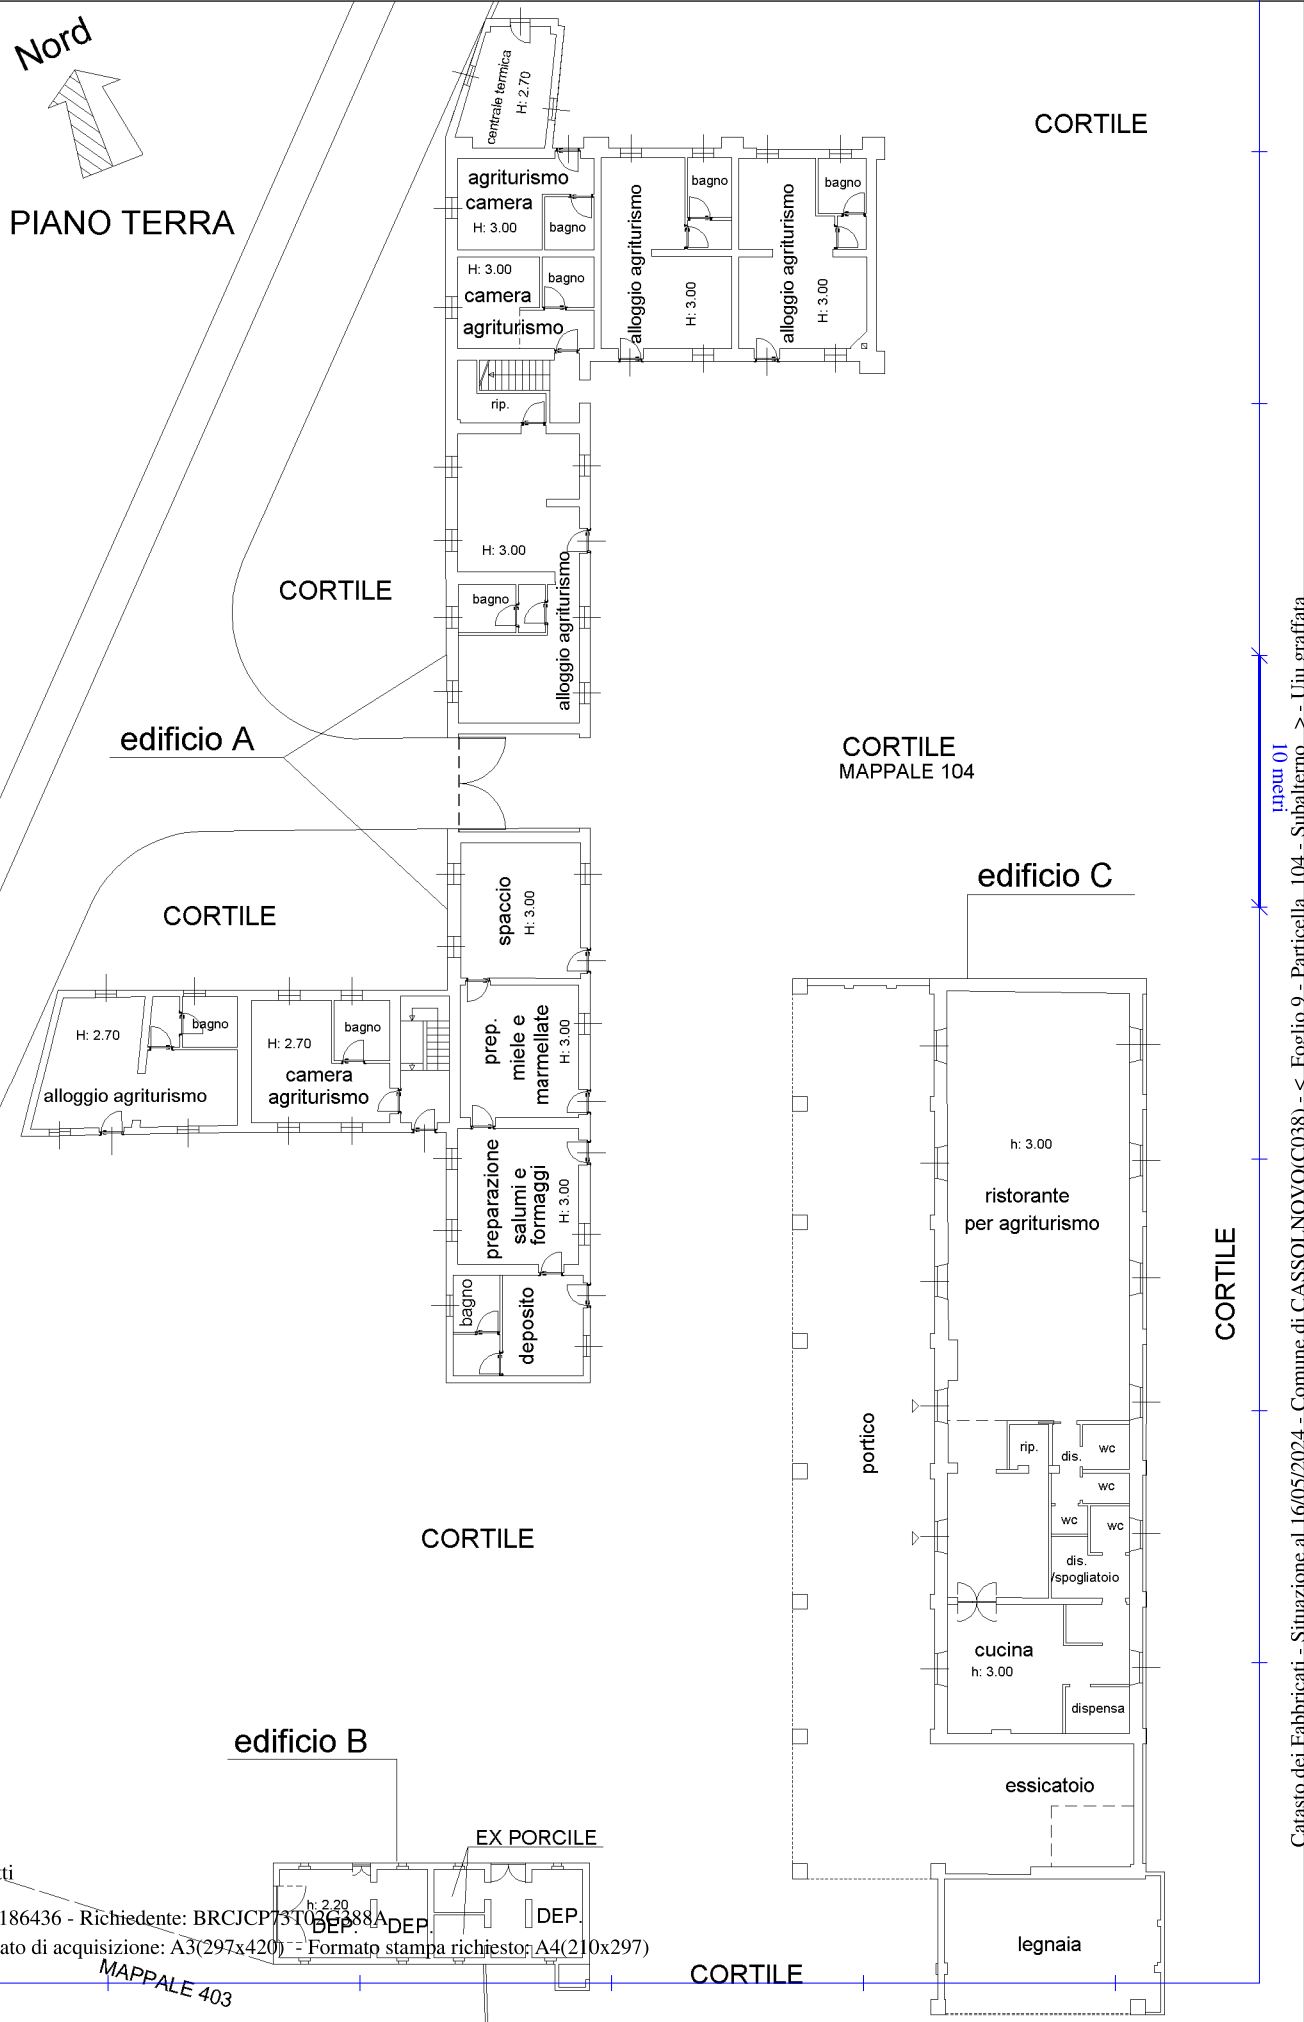 Nord
PIANO TERRA
centrale termica
H: 2.70
CORTILE
agriturismo
camera
H: 3.00
bagno
H: 3.00
bagno
camera
agriturismo
alloggio agriturismo
bagno
H: 3.00
alloggio agriturismo
bagno
H: 3.00
rip.
H: 3.00
CORTILE
bagno
alloggio agriturismo
edificio A
CORTILE
MAPPALE 104
10 metri
edificio C
CORTILE
spaccio
H: 3.00
H: 2.70
bagno
alloggio agriturismo
H: 2.70
bagno
camera
agriturismo
prep.
miele e
marmellate
H: 3.00
preparazione
salumi e
formaggi
H: 3.00
bagno
deposito
h: 3.00
ristorante
per agriturismo
CORTILE
portico
rip.
dis.
wc
wc
wc
wc
dis.
/spogliatoio
CORTILE
cucina
h: 3.00
dispensa
edificio B
essicatoio
EX PORCILE
h: 2.20
DEP.
DEP.
DEP.
legnaia
CORTILE
MAPPALE 403
tti
186436 - Richiedente: BRCJCP73T02G388A
ato di acquisizione: A3(297x420) - Formato stampa richiesto: A4(210x297)
Catasto dei Fabbricati - Situazione al 16/05/2024 - Comune di CASSOLNOVO(C038) - < Foglio 9 - Particella 104 - Subalterno > - Uiu graffata